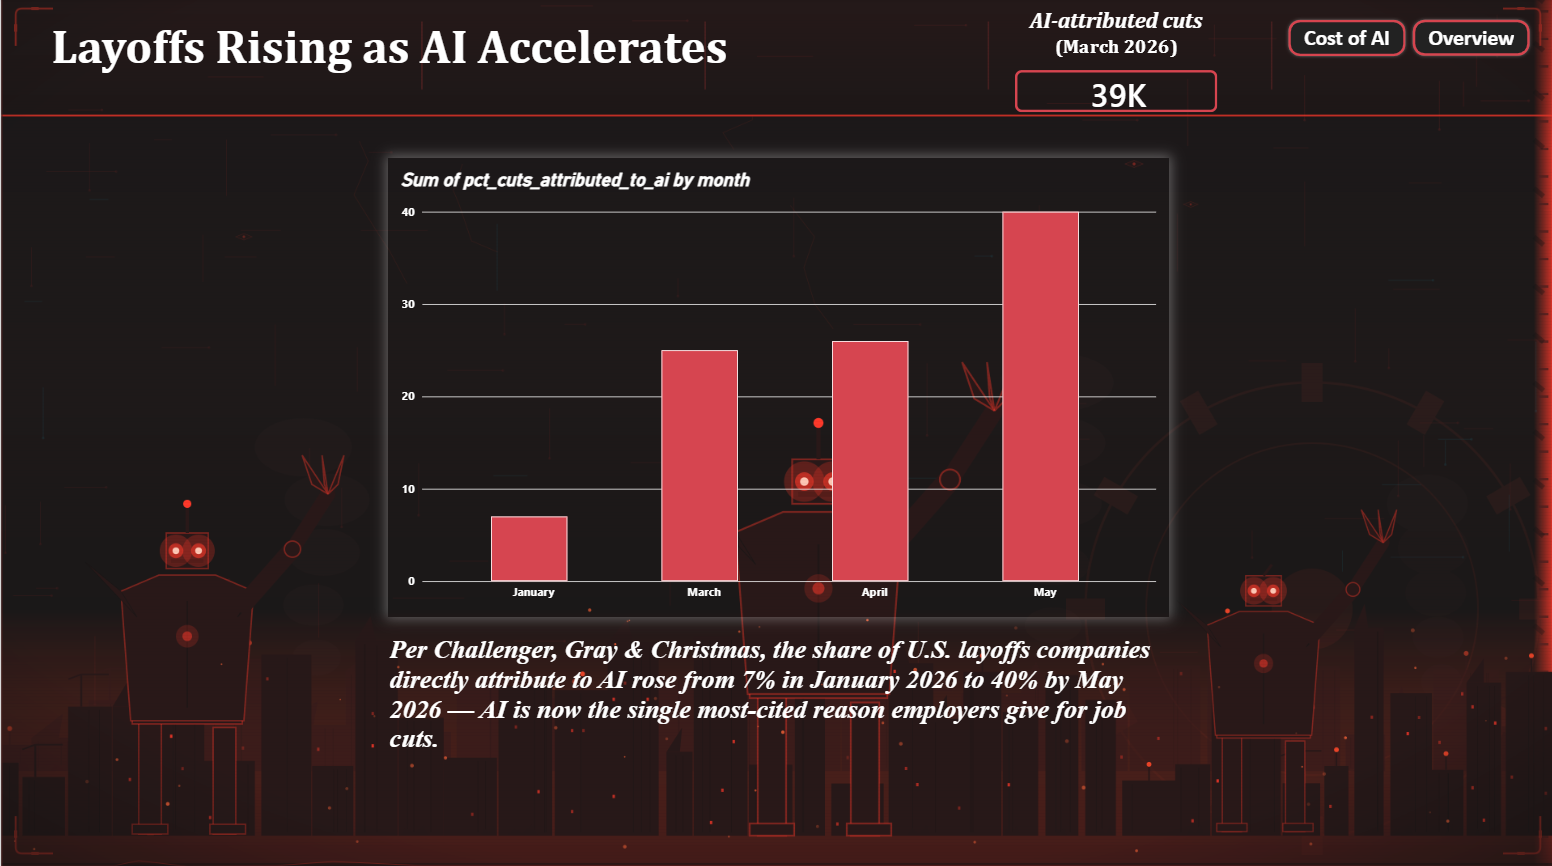 Layoffs Rising as AI Accelerates
AI-attributed cuts
(March 2026)
39K
Cost of AI
Overview
Sum of pct_cuts_attributed_to_ai by month
40
30
20
10
0
January
March
April
May
Per Challenger, Gray & Christmas, the share of U.S. layoffs companies
directly attribute to AI rose from 7% in January 2026 to 40% by May
2026 — AI is now the single most-cited reason employers give for job
cuts.